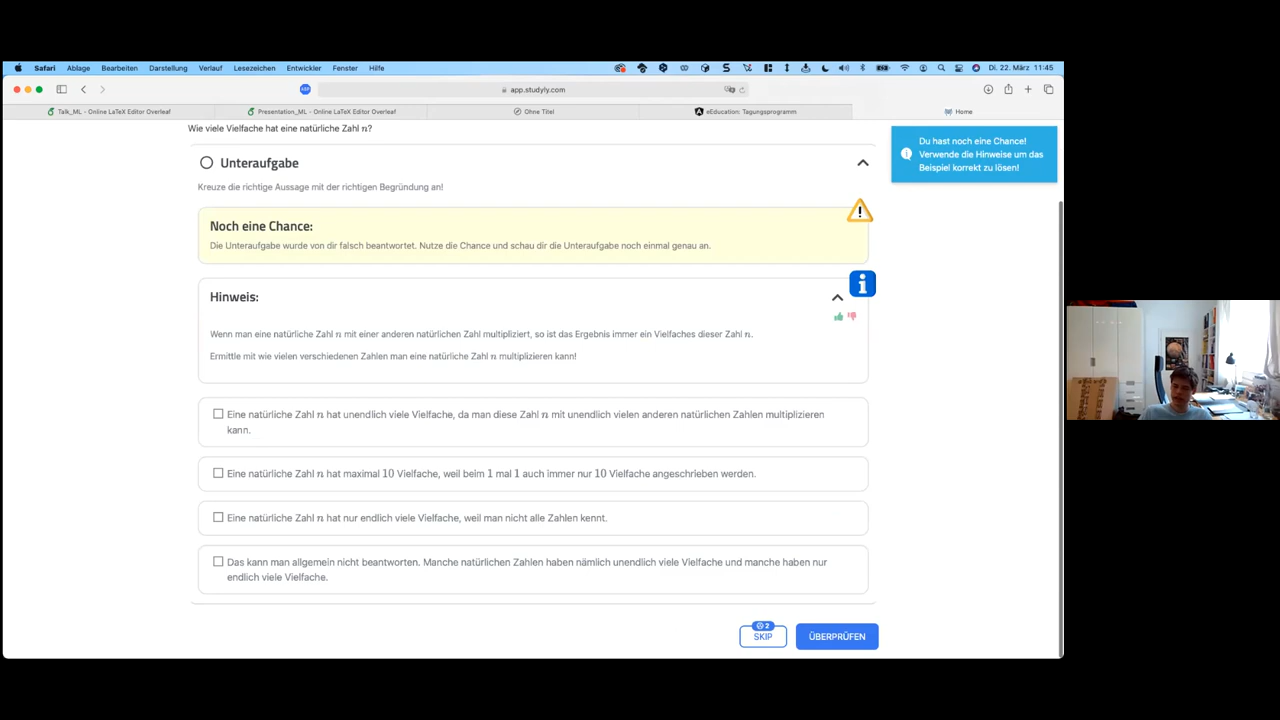 Safari Ablage Bearbeiten Darstellung Verlauf Lesezeichen Entwickler Fenster Hilfe Di. 22. März 11:45
app.studyly.com
Talk_ML - Online LaTeX Editor Overleaf Presentation_ML - Online LaTeX Editor Overleaf Ohne Titel eEducation: Tagungsprogramm Home
Wie viele Vielfache hat eine natürliche Zahl n?
Du hast noch eine Chance!
Verwende die Hinweise um das
Beispiel korrekt zu lösen!
Unteraufgabe
Kreuze die richtige Aussage mit der richtigen Begründung an!
Noch eine Chance:
Die Unteraufgabe wurde von dir falsch beantwortet. Nutze die Chance und schau dir die Unteraufgabe noch einmal genau an.
Hinweis:
Wenn man eine natürliche Zahl n mit einer anderen natürlichen Zahl multipliziert, so ist das Ergebnis immer ein Vielfaches dieser Zahl n.
Ermittle mit wie vielen verschiedenen Zahlen man eine natürliche Zahl n multiplizieren kann!
Eine natürliche Zahl n hat unendlich viele Vielfache, da man diese Zahl n mit unendlich vielen anderen natürlichen Zahlen multiplizieren
kann.
Eine natürliche Zahl n hat maximal 10 Vielfache, weil beim 1 mal 1 auch immer nur 10 Vielfache angeschrieben werden.
Eine natürliche Zahl n hat nur endlich viele Vielfache, weil man nicht alle Zahlen kennt.
Das kann man allgemein nicht beantworten. Manche natürlichen Zahlen haben nämlich unendlich viele Vielfache und manche haben nur
endlich viele Vielfache.
2
SKIP
ÜBERPRÜFEN